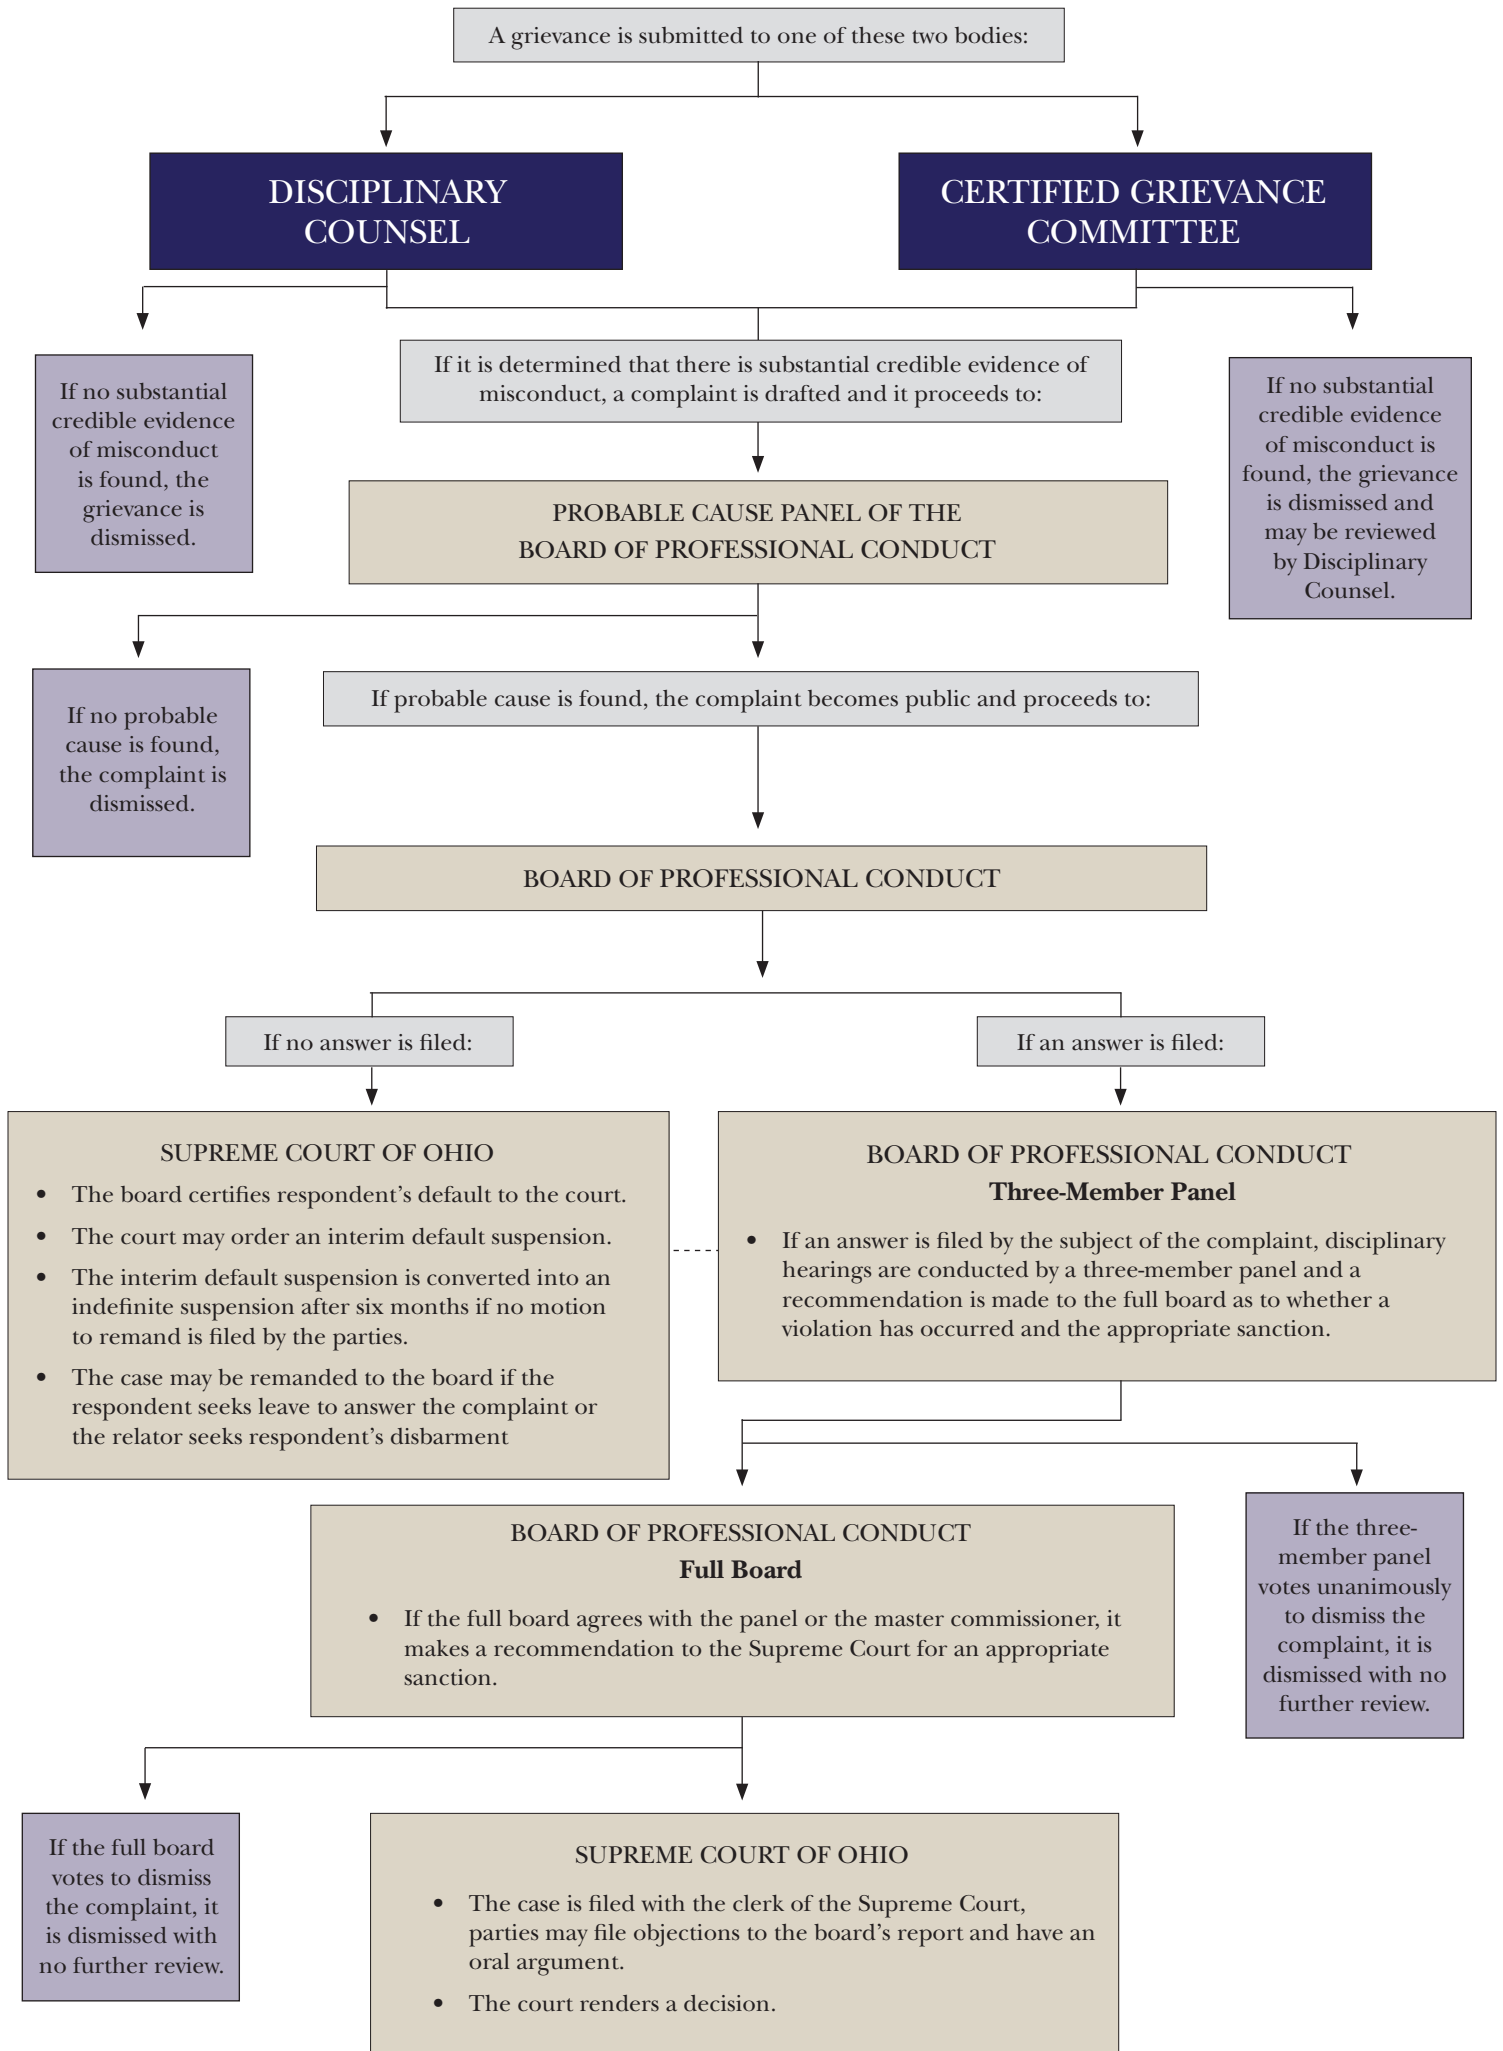 A grievance is submitted to one of these two bodies:
DISCIPLINARY
COUNSEL
CERTIFIED GRIEVANCE
COMMITTEE
If no substantial
credible evidence
of misconduct
is found, the
grievance is
dismissed.
If it is determined that there is substantial credible evidence of
misconduct, a complaint is drafted and it proceeds to:
If no substantial
credible evidence
of misconduct is
found, the grievance
is dismissed and
may be reviewed
by Disciplinary
Counsel.
PROBABLE CAUSE PANEL OF THE
BOARD OF PROFESSIONAL CONDUCT
If no probable
cause is found,
the complaint is
dismissed.
If probable cause is found, the complaint becomes public and proceeds to:
BOARD OF PROFESSIONAL CONDUCT
If no answer is filed:
If an answer is filed:
SUPREME COURT OF OHIO
• The board certifies respondent’s default to the court.
• The court may order an interim default suspension.
• The interim default suspension is converted into an
indefinite suspension after six months if no motion
to remand is filed by the parties.
• The case may be remanded to the board if the
respondent seeks leave to answer the complaint or
the relator seeks respondent’s disbarment
BOARD OF PROFESSIONAL CONDUCT
Three-Member Panel
• If an answer is filed by the subject of the complaint, disciplinary
hearings are conducted by a three-member panel and a
recommendation is made to the full board as to whether a
violation has occurred and the appropriate sanction.
BOARD OF PROFESSIONAL CONDUCT
Full Board
• If the full board agrees with the panel or the master commissioner, it
makes a recommendation to the Supreme Court for an appropriate
sanction.
If the three-
member panel
votes unanimously
to dismiss the
complaint, it is
dismissed with no
further review.
If the full board
votes to dismiss
the complaint, it
is dismissed with
no further review.
SUPREME COURT OF OHIO
• The case is filed with the clerk of the Supreme Court,
parties may file objections to the board’s report and have an
oral argument.
• The court renders a decision.